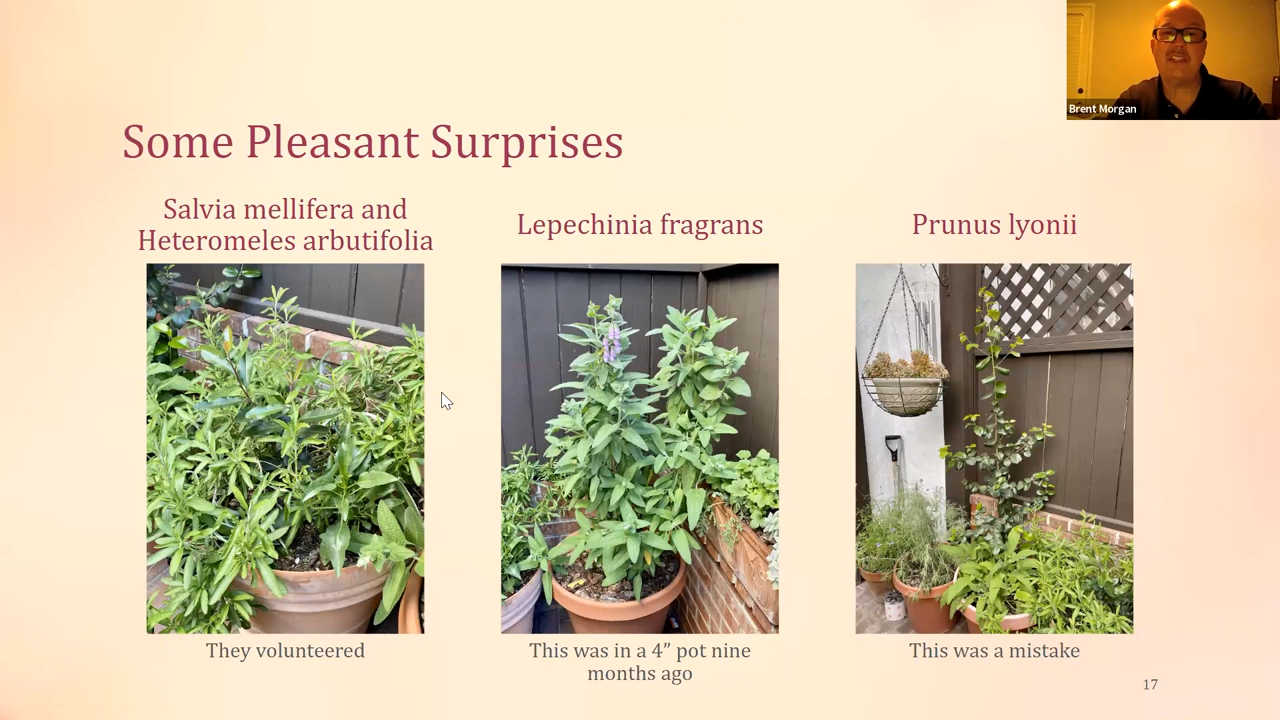 Brent Morgan
Some Pleasant Surprises
Salvia mellifera and
Heteromeles arbutifolia
Lepechinia fragrans
Prunus lyonii
They volunteered
This was in a 4” pot nine
months ago
This was a mistake
17